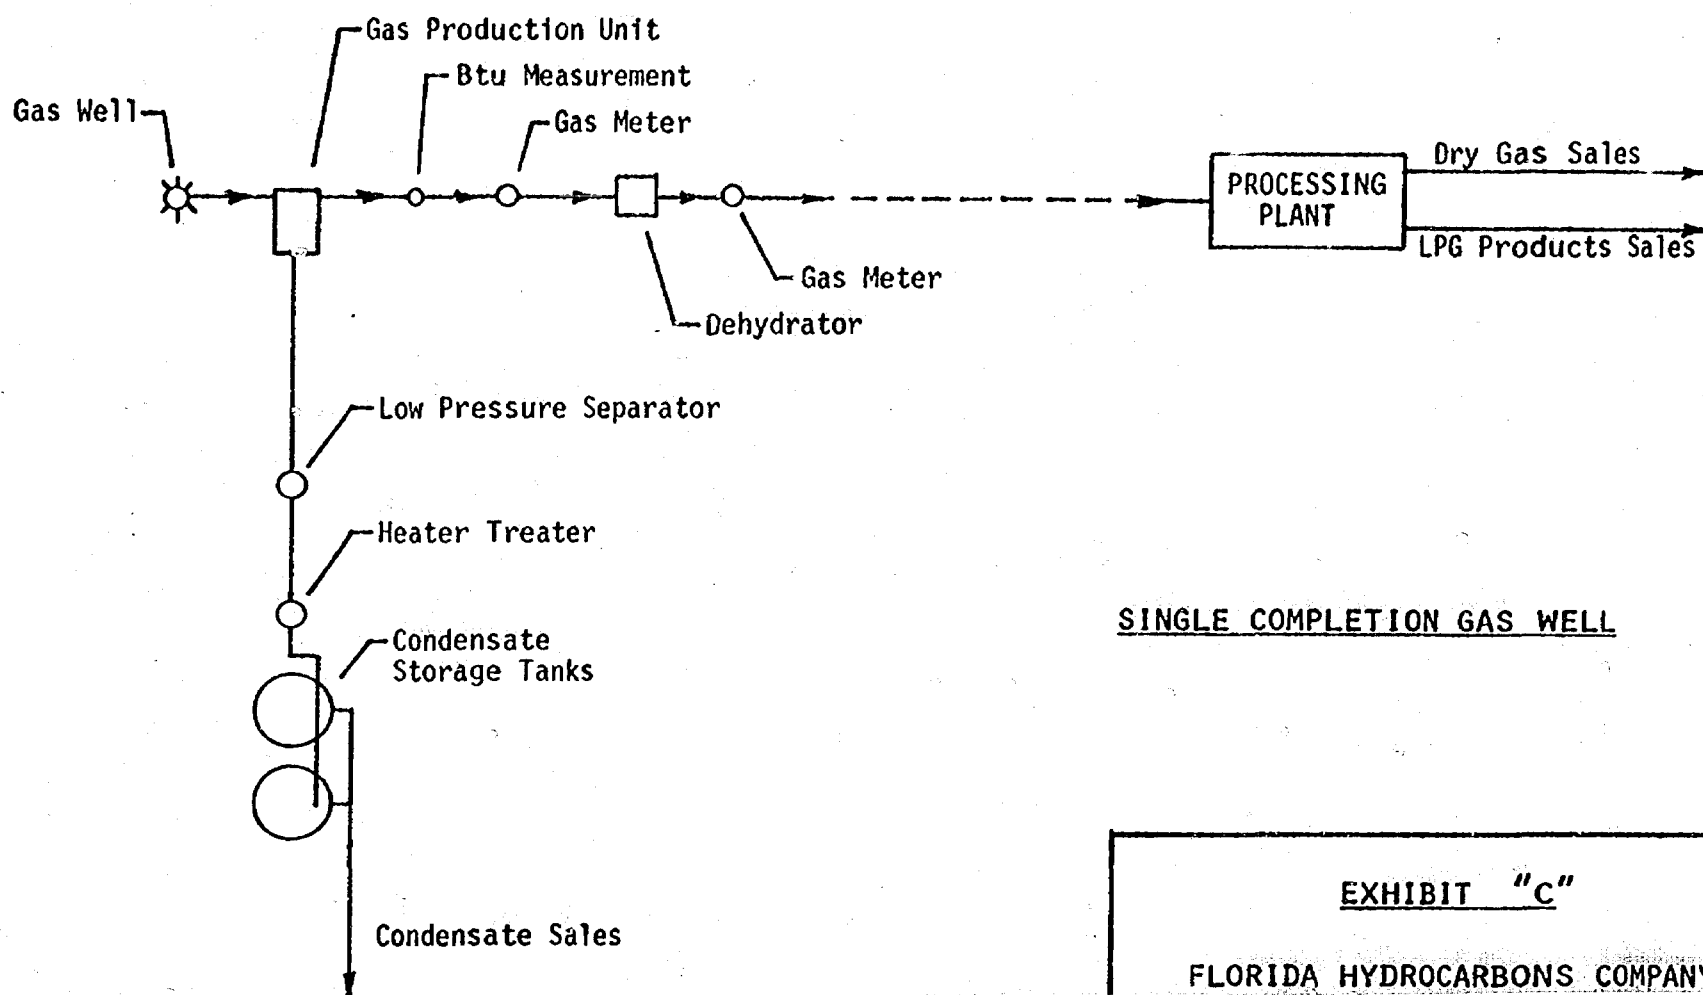 Gas Production Unit
Btu Measurement
Gas Well
Gas Meter
Dry Gas Sales
PROCESSING
PLANT
LPG Products Sales
Gas Meter
Dehydrator
Low Pressure Separator
Heater Treater
SINGLE COMPLETION GAS WELL
Condensate
Storage Tanks
EXHIBIT "C"
Condensate Sales
FLORIDA HYDROCARBONS COMPANY